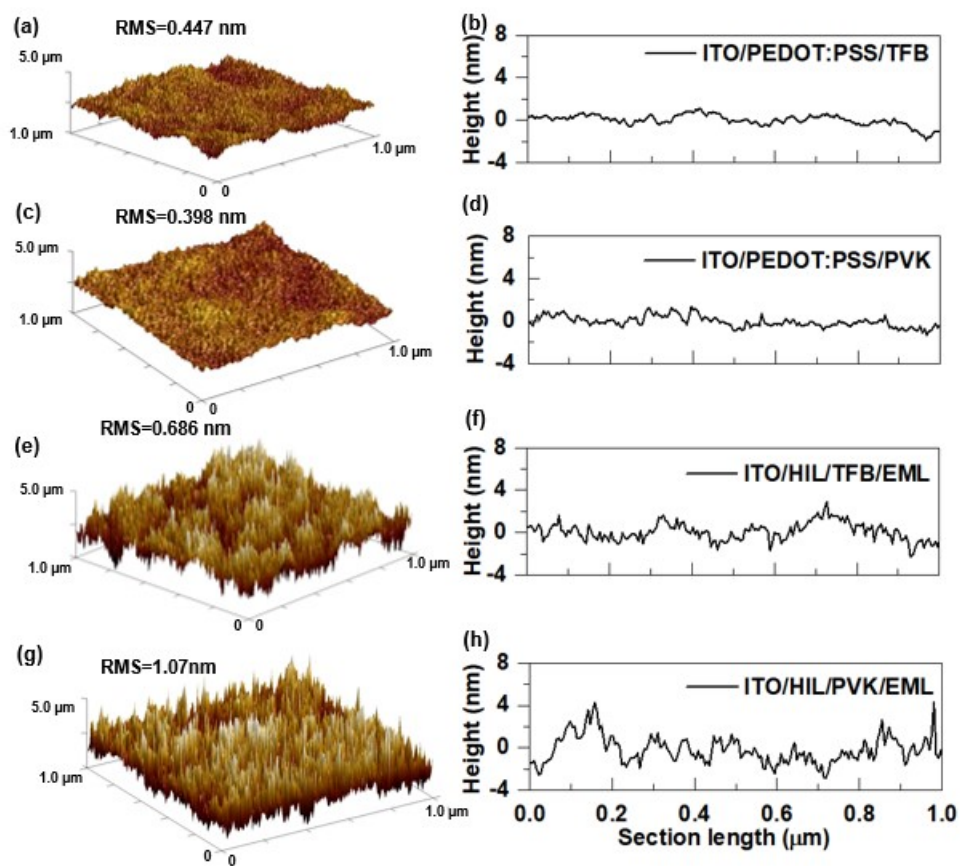 (a)
RMS=0.447 nm
5.0 µm
1.0 µm
1.0 µm
0 0
(b)
8
4
0
-4
Height (nm)
ITO/PEDOT:PSS/TFB
(c)
RMS=0.398 nm
5.0 µm
1.0 µm
1.0 µm
0 0
(d)
8
4
0
-4
Height (nm)
ITO/PEDOT:PSS/PVK
(e)
RMS=0.686 nm
5.0 µm
1.0 µm
1.0 µm
0 0
(f)
8
4
0
-4
Height (nm)
ITO/HIL/TFB/EML
(g)
RMS=1.07nm
5.0 µm
1.0 µm
1.0 µm
0 0
(h)
8
4
0
-4
Height (nm)
ITO/HIL/PVK/EML
0.0 0.2 0.4 0.6 0.8 1.0
Section length (µm)